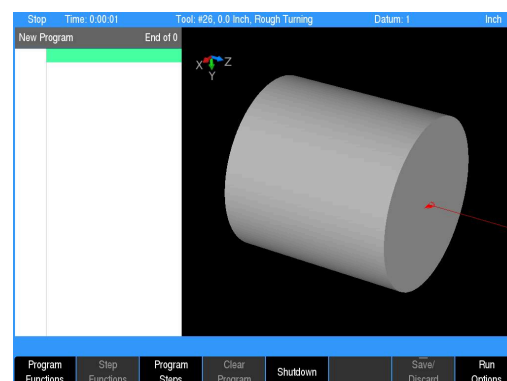 Stop Time: 0:00:01 Tool: #26, 0.0 Inch, Rough Turning Datum: 1 Inch
New Program End of 0
X Z
Y
Program Functions
Step Functions
Program Steps
Clear Program
Shutdown
Save/ Discard
Run Options